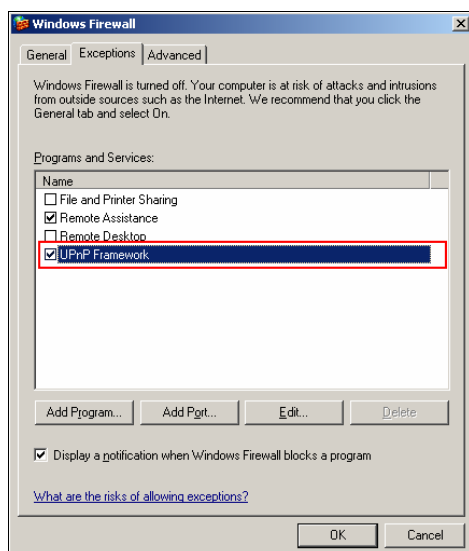 Windows Firewall
General Exceptions Advanced
Windows Firewall is turned off. Your computer is at risk of attacks and intrusions
from outside sources such as the Internet. We recommend that you click the
General tab and select On.
Programs and Services:
Name
File and Printer Sharing
Remote Assistance
Remote Desktop
UPnP Framework
Add Program... Add Port... Edit... Delete
Display a notification when Windows Firewall blocks a program
What are the risks of allowing exceptions?
OK Cancel